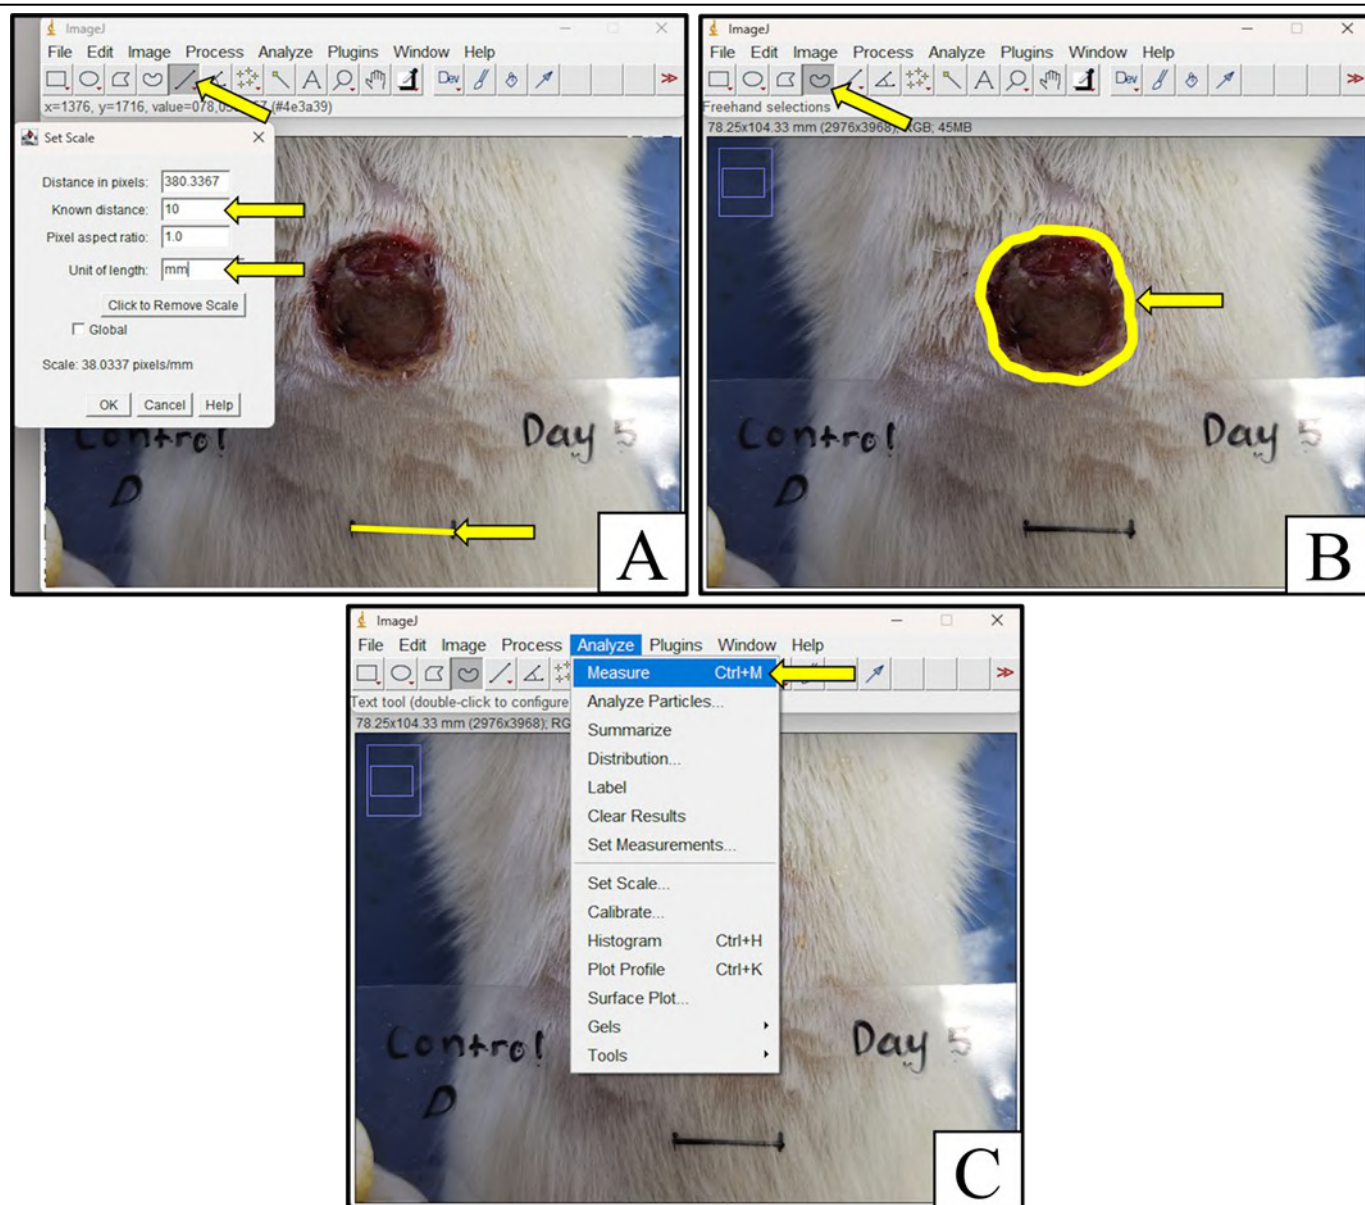 ImageJ
File Edit Image Process Analyze Plugins Window Help
Dev
(#4e3a39)
Set Scale
Distance in pixels: 380.3367
Known distance: 10
Pixel aspect ratio: 1.0
Unit of length: mm
Click to Remove Scale
Global
Scale: 38.0337 pixels/mm
OK Cancel Help
Control
D
Day 5
A
ImageJ
File Edit Image Process Analyze Plugins Window Help
Dev
Freehand selections
78.25x104.33 mm (2976x3968); RGB; 45MB
Control
D
Day 5
B
ImageJ
File Edit Image Process Analyze Plugins Window Help
Text tool (double-click to configure
78.25x104.33 mm (2976x3968); RG
Measure Ctrl+M
Analyze Particles...
Summarize
Distribution...
Label
Clear Results
Set Measurements...
Set Scale...
Calibrate...
Histogram Ctrl+H
Plot Profile Ctrl+K
Surface Plot...
Gels
Tools
Control
D
Day 5
C